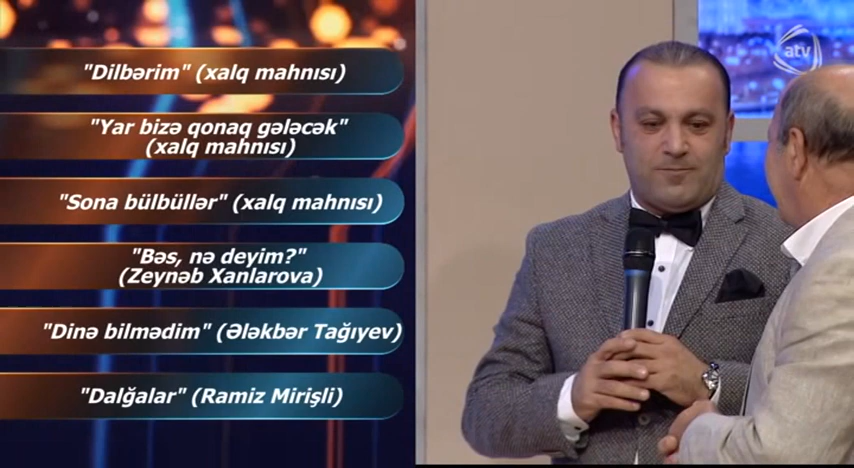 "Dilbərim" (xalq mahnısı)
"Yar bizə qonaq gələcək"
(xalq mahnısı)
"Sona bülbüllər" (xalq mahnısı)
"Bəs, nə deyim?"
(Zeynəb Xanlarova)
"Dinə bilmədim" (Ələkbər Tağıyev)
"Dalğalar" (Ramiz Mirişli)
atv